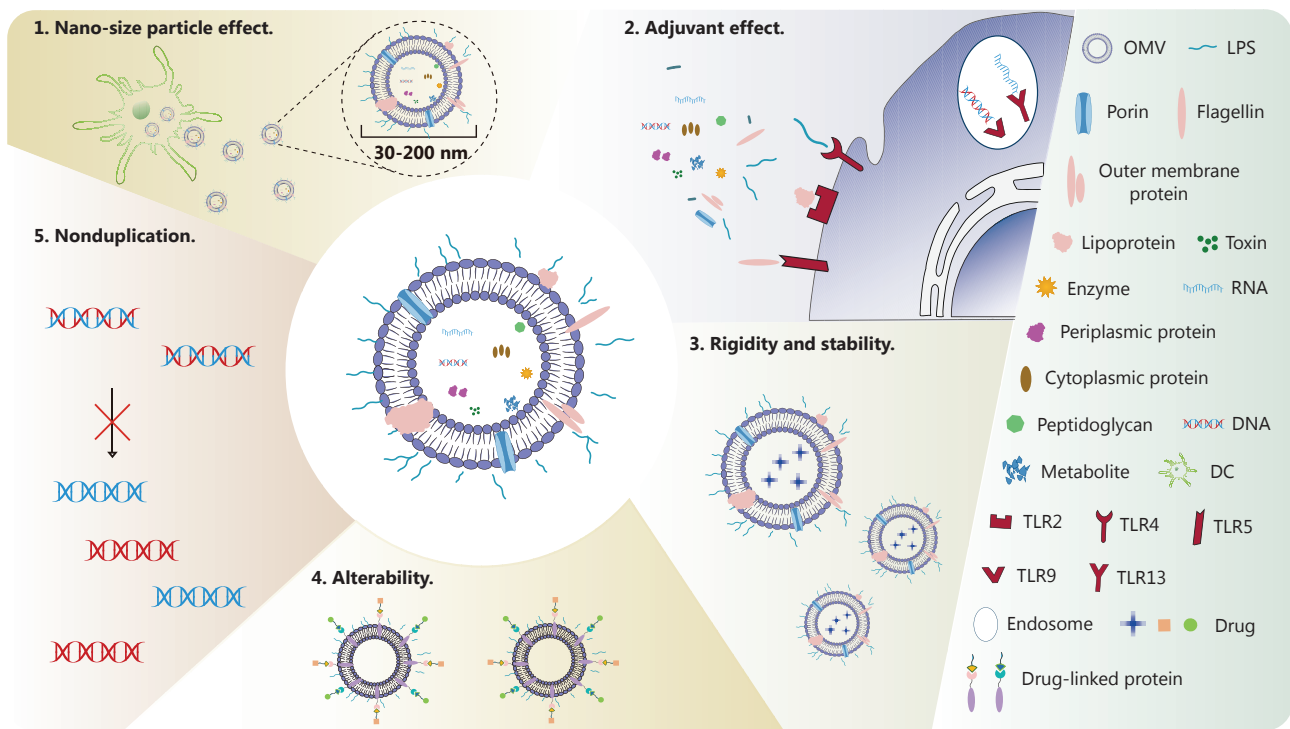 1. Nano-size particle effect.
30-200 nm
2. Adjuvant effect.
5. Nonduplication.
3. Rigidity and stability.
4. Alterability.
OMV
LPS
Porin
Flagellin
Outer membrane
protein
Lipoprotein
Toxin
Enzyme
RNA
Periplasmic protein
Cytoplasmic protein
Peptidoglycan
DNA
Metabolite
DC
TLR2
TLR4
TLR5
TLR9
TLR13
Endosome
Drug
Drug-linked protein